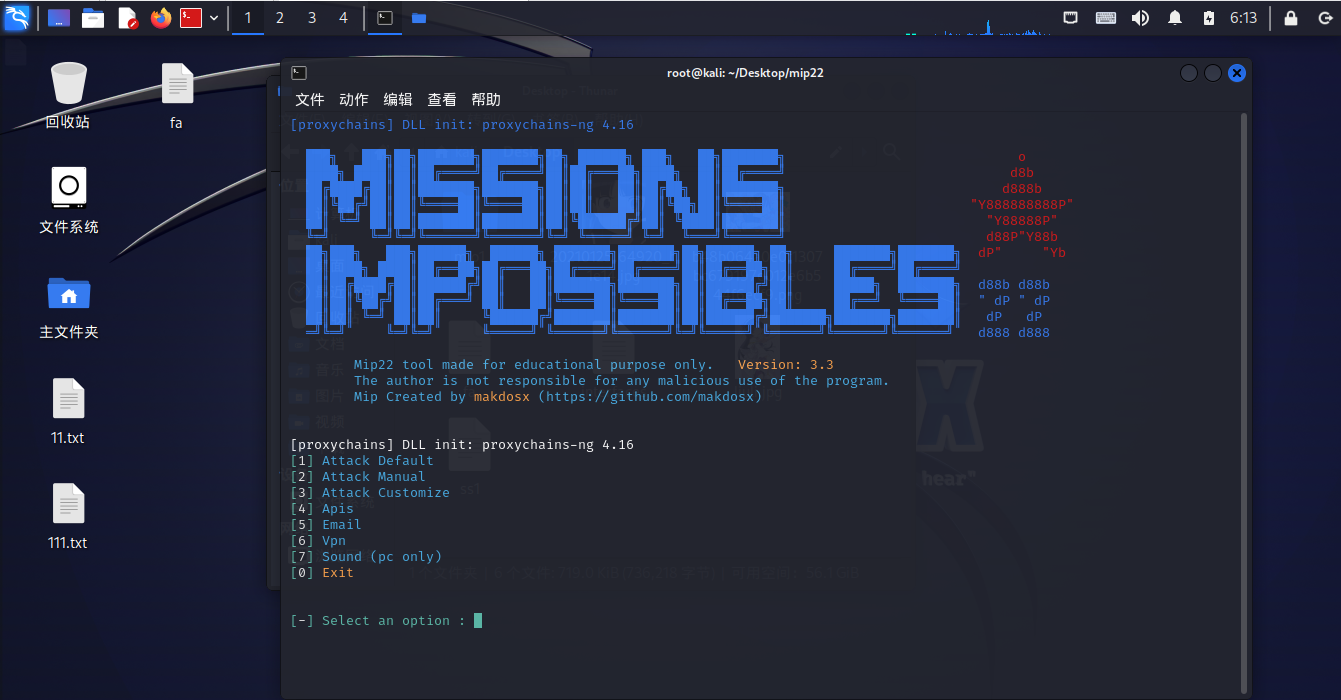 1 2 3 4 6:13
root@kali: ~/Desktop/mip22
文件 动作 编辑 查看 帮助
[proxychains] DLL init: proxychains-ng 4.16
MISSIONS
IMPOSSIBLES
o
d8b
d888b
"Y888888888P"
"Y88888P"
d88P"Y88b
dP" "Yb
d88b d88b
" dP " dP
dP dP
d888 d888
Mip22 tool made for educational purpose only. Version: 3.3
The author is not responsible for any malicious use of the program.
Mip Created by makdosx (https://github.com/makdosx)
[proxychains] DLL init: proxychains-ng 4.16
[1] Attack Default
[2] Attack Manual
[3] Attack Customize
[4] Apis
[5] Email
[6] Vpn
[7] Sound (pc only)
[0] Exit
[-] Select an option :
回收站
fa
文件系统
主文件夹
11.txt
111.txt
hear"